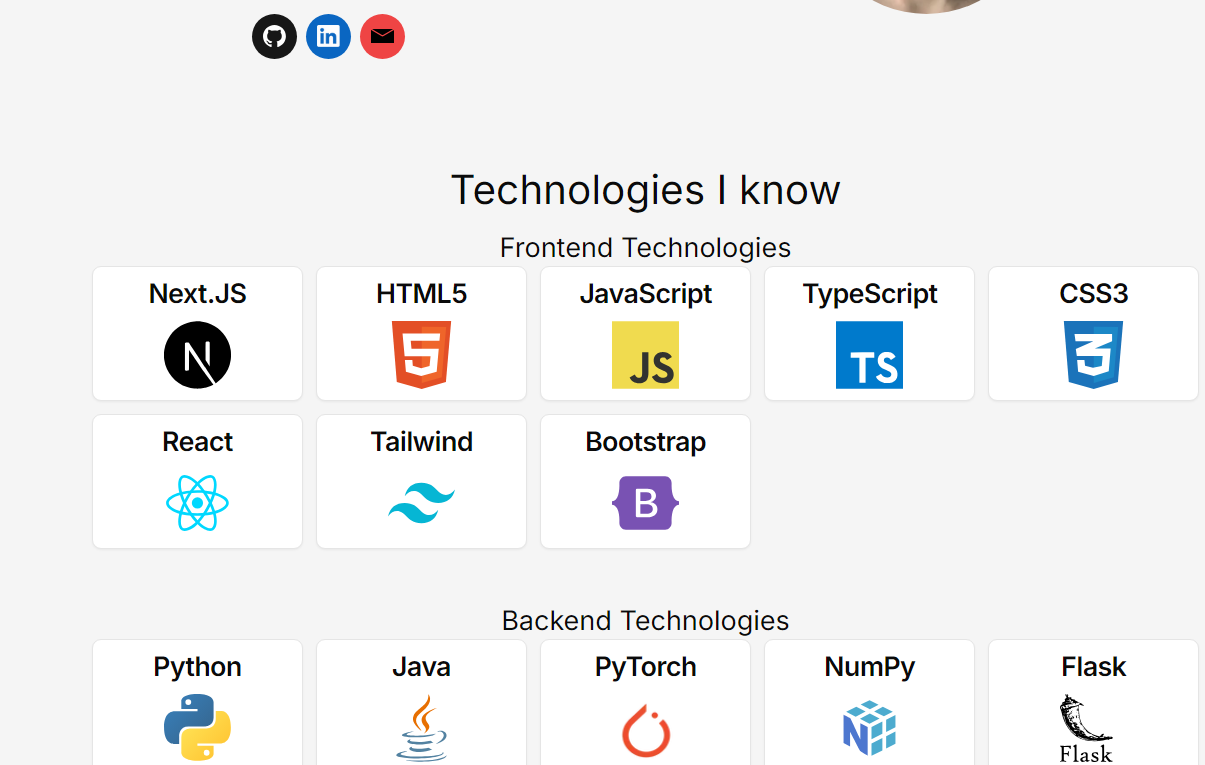 in
Technologies I know
Frontend Technologies
Next.JS HTML5 JavaScript TypeScript CSS3
N 5 JS TS 3
React Tailwind Bootstrap
B
Backend Technologies
Python Java PyTorch NumPy Flask
N
Flask